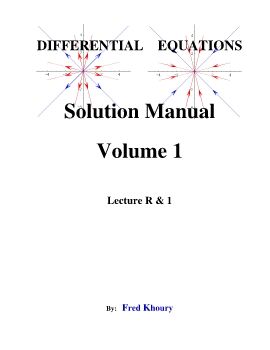 DIFFERENTIAL EQUATIONS
Solution Manual
Volume 1
Lecture R & 1
By: Fred Khoury